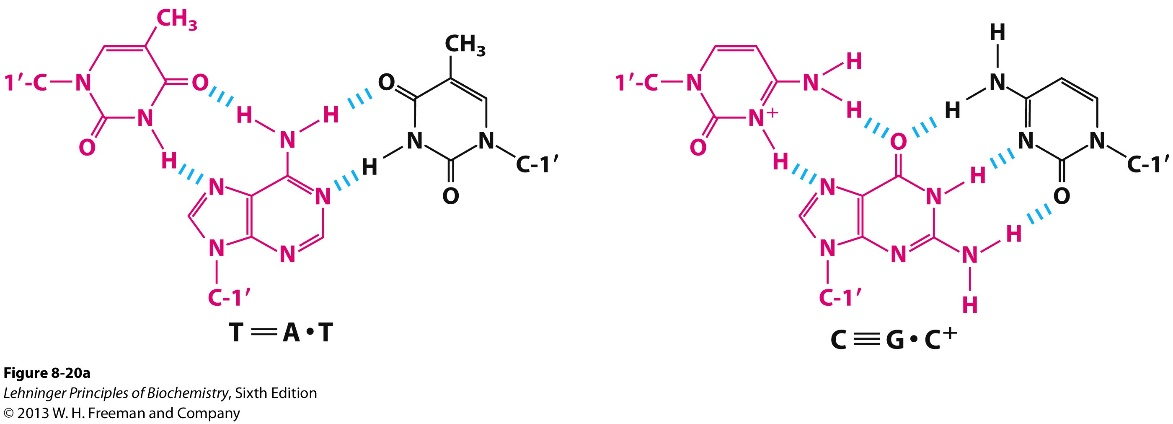 CH₃
1′-C N O H H O CH₃
O N H N H N N C-1′
H N N O
N N
C-1′
T═A•T
H
1′-C N N H H N
O N⁺ H O H N N C-1′
H N N H O
N N N H
C-1′ H
C≡G•C⁺
Figure 8-20a
Lehninger Principles of Biochemistry, Sixth Edition
© 2013 W. H. Freeman and Company